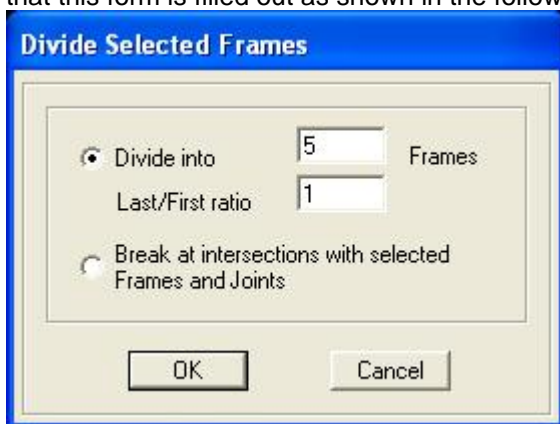 that this form is filled out as shown in the follow
Divide Selected Frames
Divide into 5 Frames
Last/First ratio 1
Break at intersections with selected
Frames and Joints
OK Cancel